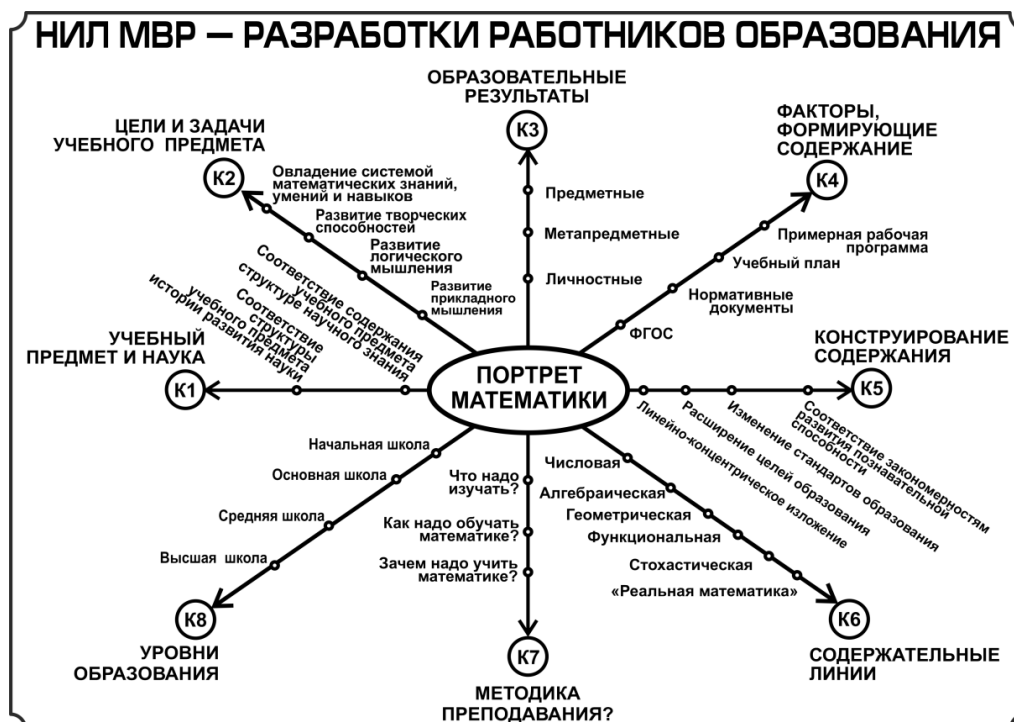 НИЛ МВР — РАЗРАБОТКИ РАБОТНИКОВ ОБРАЗОВАНИЯ
ОБРАЗОВАТЕЛЬНЫЕ
РЕЗУЛЬТАТЫ
К3
Предметные
Метапредметные
Личностные
ЦЕЛИ И ЗАДАЧИ
УЧЕБНОГО ПРЕДМЕТА
К2
Овладение системой
математических знаний,
умений и навыков
Развитие творческих
способностей
Развитие
логического
мышления
Развитие
прикладного
мышления
ФАКТОРЫ,
ФОРМИРУЮЩИЕ
СОДЕРЖАНИЕ
К4
Примерная рабочая
программа
Учебный план
Нормативные
документы
ФГОС
УЧЕБНЫЙ
ПРЕДМЕТ И НАУКА
К1
Соответствие
структуры
учебного предмета
истории развития науки
Соответствие содержания
учебного предмета
структуре научного знания
ПОРТРЕТ
МАТЕМАТИКИ
КОНСТРУИРОВАНИЕ
СОДЕРЖАНИЯ
К5
Линейно-концентрическое изложение
Расширение целей образования
Изменение стандартов образования
Соответствие закономерностям
развития познавательной
способности
Начальная школа
Основная школа
Средняя школа
Высшая школа
К8
УРОВНИ
ОБРАЗОВАНИЯ
Что надо
изучать?
Как надо обучать
математике?
Зачем надо учить
математике?
К7
МЕТОДИКА
ПРЕПОДАВАНИЯ?
Числовая
Алгебраическая
Геометрическая
Функциональная
Стохастическая
«Реальная математика»
К6
СОДЕРЖАТЕЛЬНЫЕ
ЛИНИИ